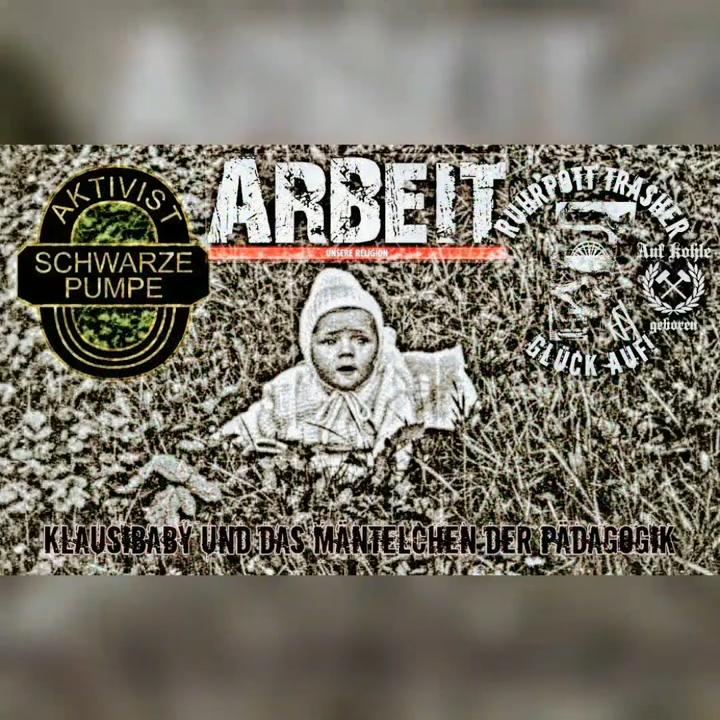 AKTIVIST
SCHWARZE
PUMPE
ARBEIT
UNSERE RELIGION
RUHRPOTT TRASHER
GLÜCK AUF!
Auf Kohle
geboren
KLAUSIBABY UND DAS MÄNTELCHEN DER PÄDAGOGIK